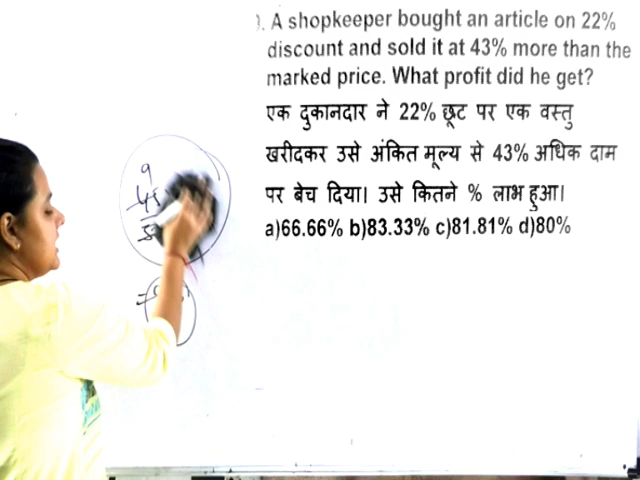 ). A shopkeeper bought an article on 22%
discount and sold it at 43% more than the
marked price. What profit did he get?
एक दुकानदार ने 22% छूट पर एक वस्तु
खरीदकर उसे अंकित मूल्य से 43% अधिक दाम
पर बेच दिया। उसे कितने % लाभ हुआ।
a)66.66% b)83.33% c)81.81% d)80%
9